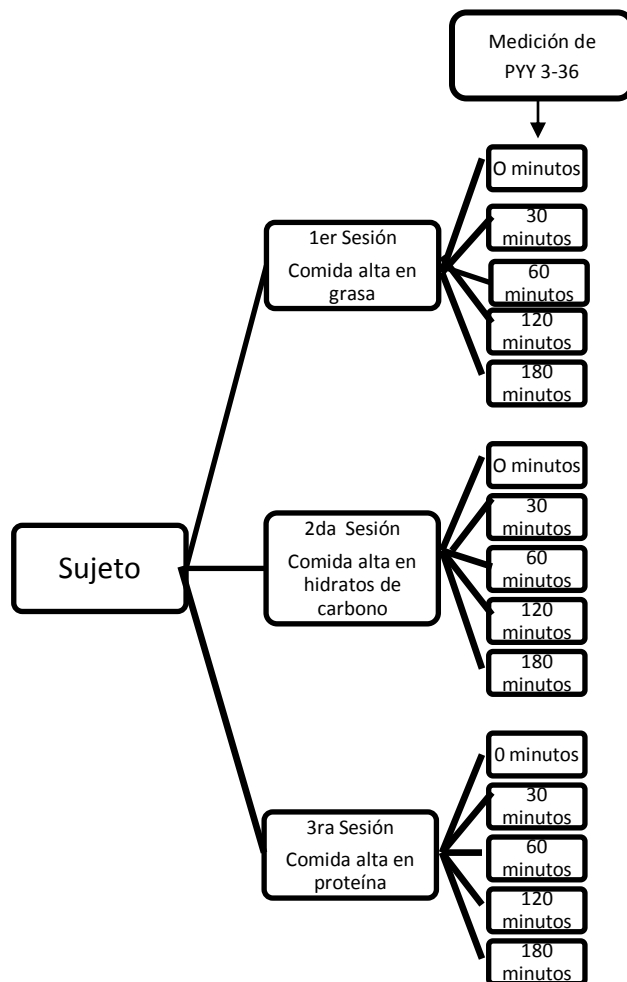 Medición de
PYY 3-36
O minutos
30
minutos
1er Sesión
Comida alta en
grasa
60
minutos
120
minutos
180
minutos
O minutos
30
minutos
2da Sesión
Comida alta en
hidratos de
carbono
60
minutos
120
minutos
180
minutos
Sujeto
0 minutos
30
minutos
3ra Sesión
Comida alta en
proteína
60
minutos
120
minutos
180
minutos